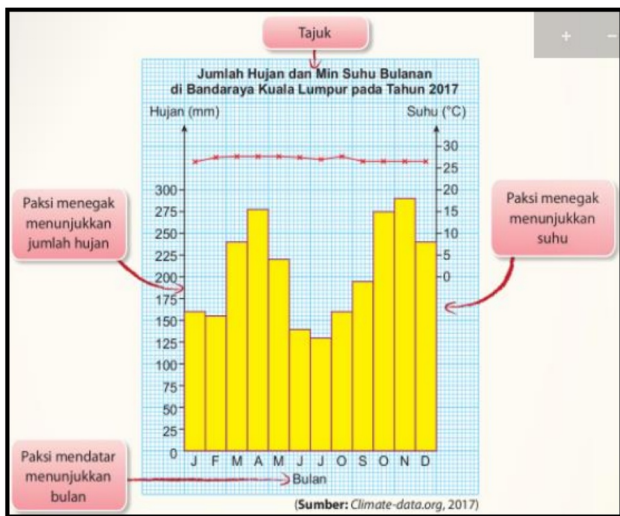 Tajuk
Jumlah Hujan dan Min Suhu Bulanan
di Bandaraya Kuala Lumpur pada Tahun 2017
Hujan (mm)
Suhu (°C)
Paksi menegak
menunjukkan
jumlah hujan
300
275
250
225
200
175
150
125
100
75
50
25
0
30
25
20
15
10
5
0
Paksi menegak
menunjukkan
suhu
J F M A M J J O S O N D
Bulan
Paksi mendatar
menunjukkan
bulan
(Sumber: Climate-data.org, 2017)